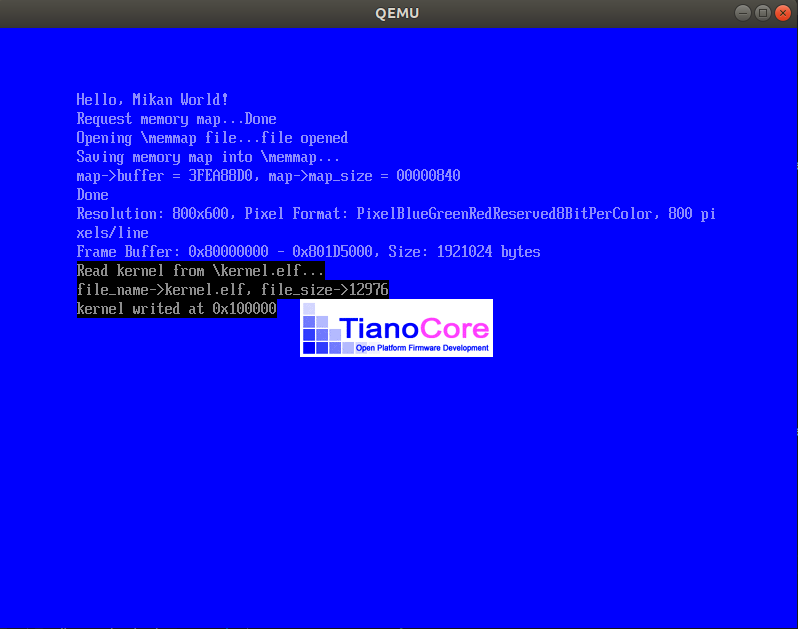 QEMU
Hello, Mikan World!
Request memory map...Done
Opening \memmap file...file opened
Saving memory map into \memmap...
map->buffer = 3FEA88D0, map->map_size = 00000840
Done
Resolution: 800x600, Pixel Format: PixelBlueGreenRedReserved8BitPerColor, 800 pi
xels/line
Frame Buffer: 0x80000000 - 0x801D5000, Size: 1921024 bytes
Read kernel from \kernel.elf...
file_name->kernel.elf, file_size->12976
kernel writed at 0x100000
TianoCore
Open Platform Firmware Development